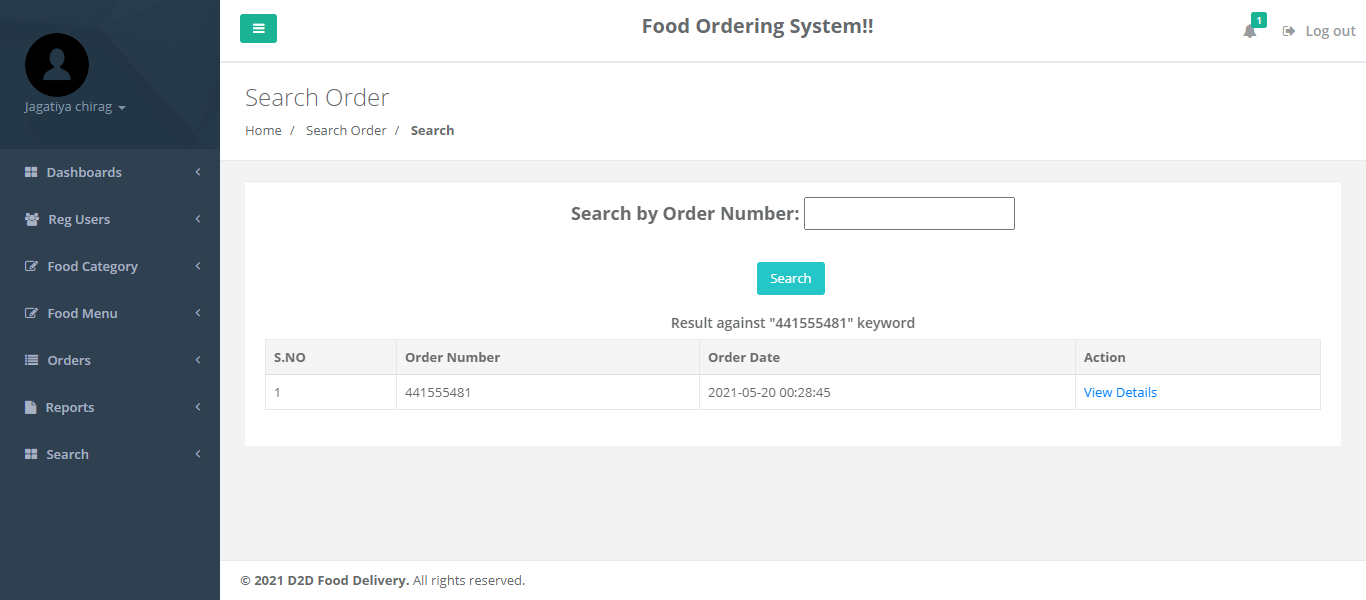 Food Ordering System!!
1
Log out
Jagatiya chirag
Dashboards
Reg Users
Food Category
Food Menu
Orders
Reports
Search
Search Order
Home / Search Order / Search
Search by Order Number:
Search
Result against "441555481" keyword
S.NO Order Number Order Date Action
1 441555481 2021-05-20 00:28:45 View Details
© 2021 D2D Food Delivery. All rights reserved.